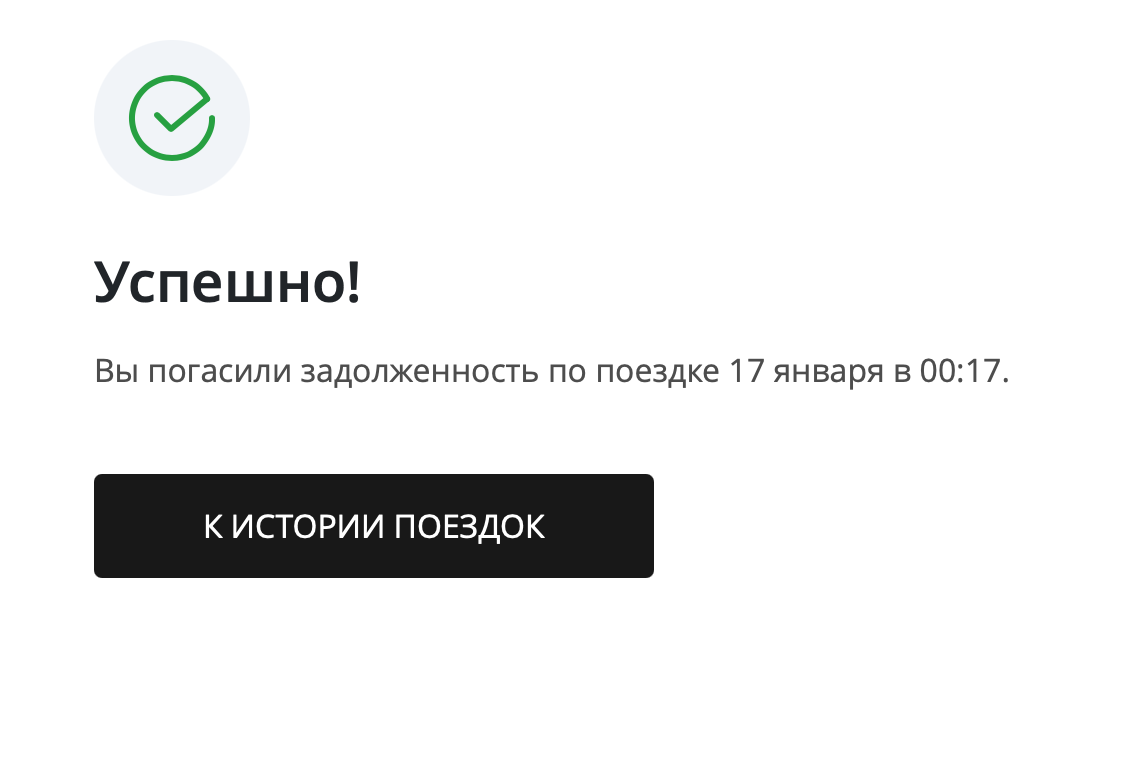 Успешно!
Вы погасили задолженность по поездке 17 января в 00:17.
К ИСТОРИИ ПОЕЗДОК